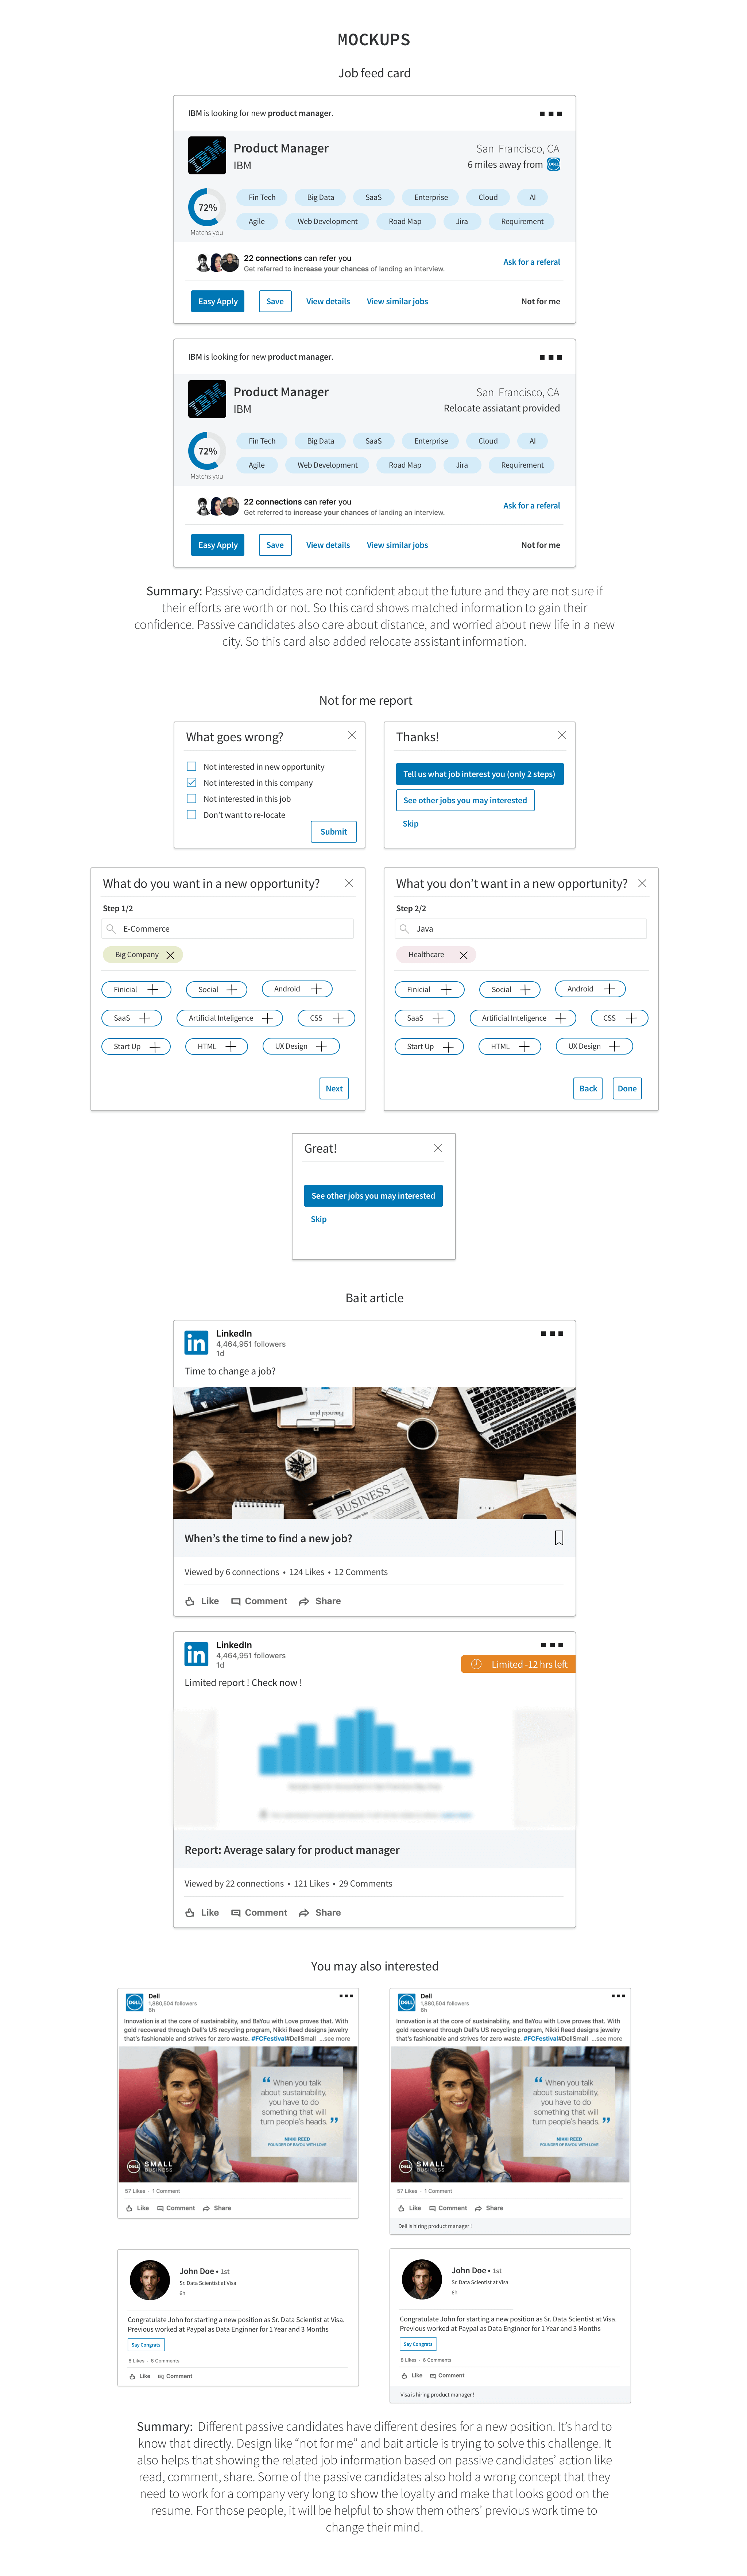 MOCKUPS
Job feed card
IBM is looking for new product manager.
IBM
Product Manager
San Francisco, CA
IBM
6 miles away from
DELL
72%
Fin Tech
Big Data
SaaS
Enterprise
Cloud
AI
Agile
Web Development
Road Map
Jira
Requirement
Matchs you
22 connections can refer you
Get referred to increase your chances of landing an interview.
Ask for a referal
Easy Apply
Save
View details
View similar jobs
Not for me
IBM is looking for new product manager.
IBM
Product Manager
San Francisco, CA
IBM
Relocate assiatant provided
72%
Fin Tech
Big Data
SaaS
Enterprise
Cloud
AI
Agile
Web Development
Road Map
Jira
Requirement
Matchs you
22 connections can refer you
Get referred to increase your chances of landing an interview.
Ask for a referal
Easy Apply
Save
View details
View similar jobs
Not for me
Summary: Passive candidates are not confident about the future and they are not sure if
their efforts are worth or not. So this card shows matched information to gain their
confidence. Passive candidates also care about distance, and worried about new life in a new
city. So this card also added relocate assistant information.
Not for me report
What goes wrong?
Not interested in new opportunity
Not interested in this company
Not interested in this job
Don't want to re-locate
Submit
Thanks!
Tell us what job interest you (only 2 steps)
See other jobs you may interested
Skip
What do you want in a new opportunity?
Step 1/2
E-Commerce
Big Company
Finicial
Social
Android
SaaS
Artificial Inteligence
CSS
Start Up
HTML
UX Design
Next
What you don't want in a new opportunity?
Step 2/2
Java
Healthcare
Finicial
Social
Android
SaaS
Artificial Inteligence
CSS
Start Up
HTML
UX Design
Back
Done
Great!
See other jobs you may interested
Skip
Bait article
in
LinkedIn
4,464,951 followers
1d
Time to change a job?
Financial plan
BUSINESS
When's the time to find a new job?
Viewed by 6 connections • 124 Likes • 12 Comments
Like
Comment
Share
in
LinkedIn
4,464,951 followers
1d
Limited -12 hrs left
Limited report ! Check now !
Report: Average salary for product manager
Viewed by 22 connections • 121 Likes • 29 Comments
Like
Comment
Share
You may also interested
DELL
Dell
1,880,504 followers
6h
Innovation is at the core of sustainability, and BaYou with Love proves that. With
gold recovered through Dell's US recycling program, Nikki Reed designs jewelry
that's fashionable and strives for zero waste. #FCFestival#DellSmall ...see more
“ When you talk
about sustainability,
you have to do
something that will
turn people's heads. ”
NIKKI REED
FOUNDER OF BAYOU WITH LOVE
DELL
SMALL
BUSINESS
57 Likes · 1 Comment
Like
Comment
Share
DELL
Dell
1,880,504 followers
6h
Innovation is at the core of sustainability, and BaYou with Love proves that. With
gold recovered through Dell's US recycling program, Nikki Reed designs jewelry
that's fashionable and strives for zero waste. #FCFestival#DellSmall ...see more
“ When you talk
about sustainability,
you have to do
something that will
turn people's heads. ”
NIKKI REED
FOUNDER OF BAYOU WITH LOVE
DELL
SMALL
BUSINESS
57 Likes · 1 Comment
Like
Comment
Share
Dell is hiring product manager !
John Doe • 1st
Sr. Data Scientist at Visa
6h
Congratulate John for starting a new position as Sr. Data Scientist at Visa.
Previous worked at Paypal as Data Enginner for 1 Year and 3 Months
Say Congrats
8 Likes · 6 Comments
Like
Comment
John Doe • 1st
Sr. Data Scientist at Visa
6h
Congratulate John for starting a new position as Sr. Data Scientist at Visa.
Previous worked at Paypal as Data Enginner for 1 Year and 3 Months
Say Congrats
8 Likes · 6 Comments
Like
Comment
Visa is hiring product manager !
Summary: Different passive candidates have different desires for a new position. It's hard to
know that directly. Design like “not for me” and bait article is trying to solve this challenge. It
also helps that showing the related job information based on passive candidates' action like
read, comment, share. Some of the passive candidates also hold a wrong concept that they
need to work for a company very long to show the loyalty and make that looks good on the
resume. For those people, it will be helpful to show them others' previous work time to
change their mind.